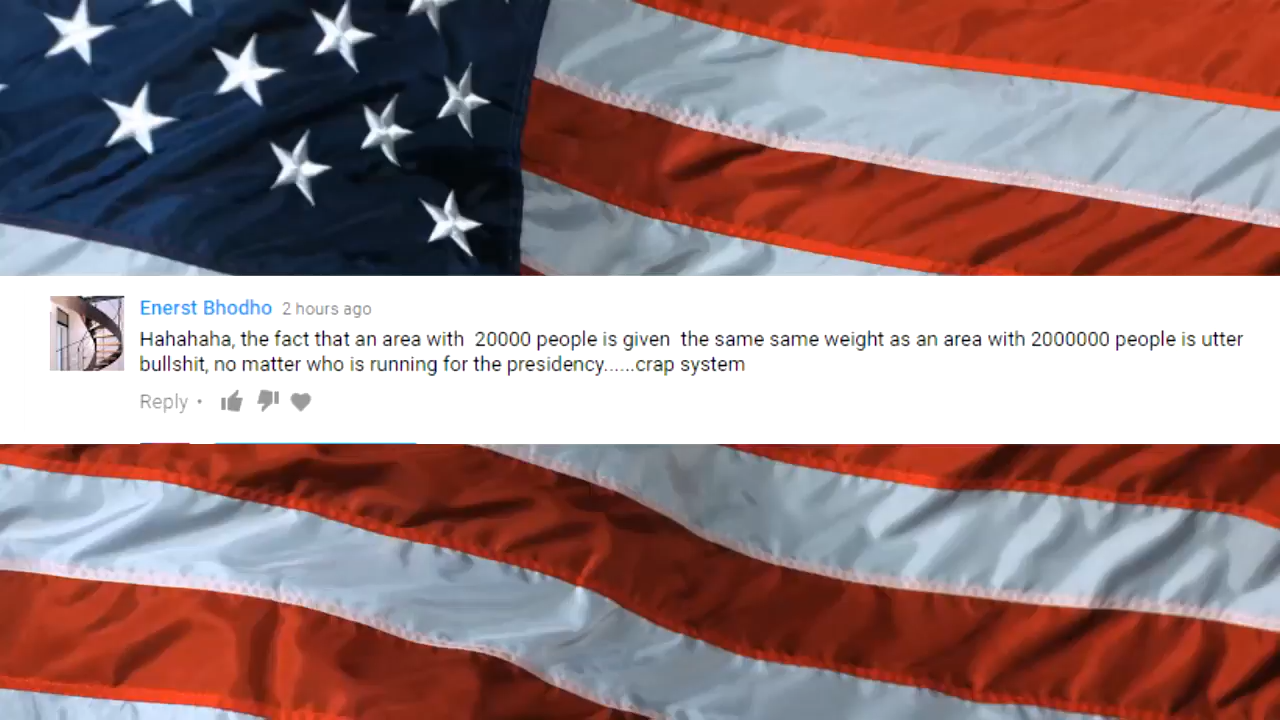 Enerst Bhodho 2 hours ago
Hahahaha, the fact that an area with  20000 people is given  the same same weight as an area with 2000000 people is utter
bullshit, no matter who is running for the presidency......crap system
Reply •